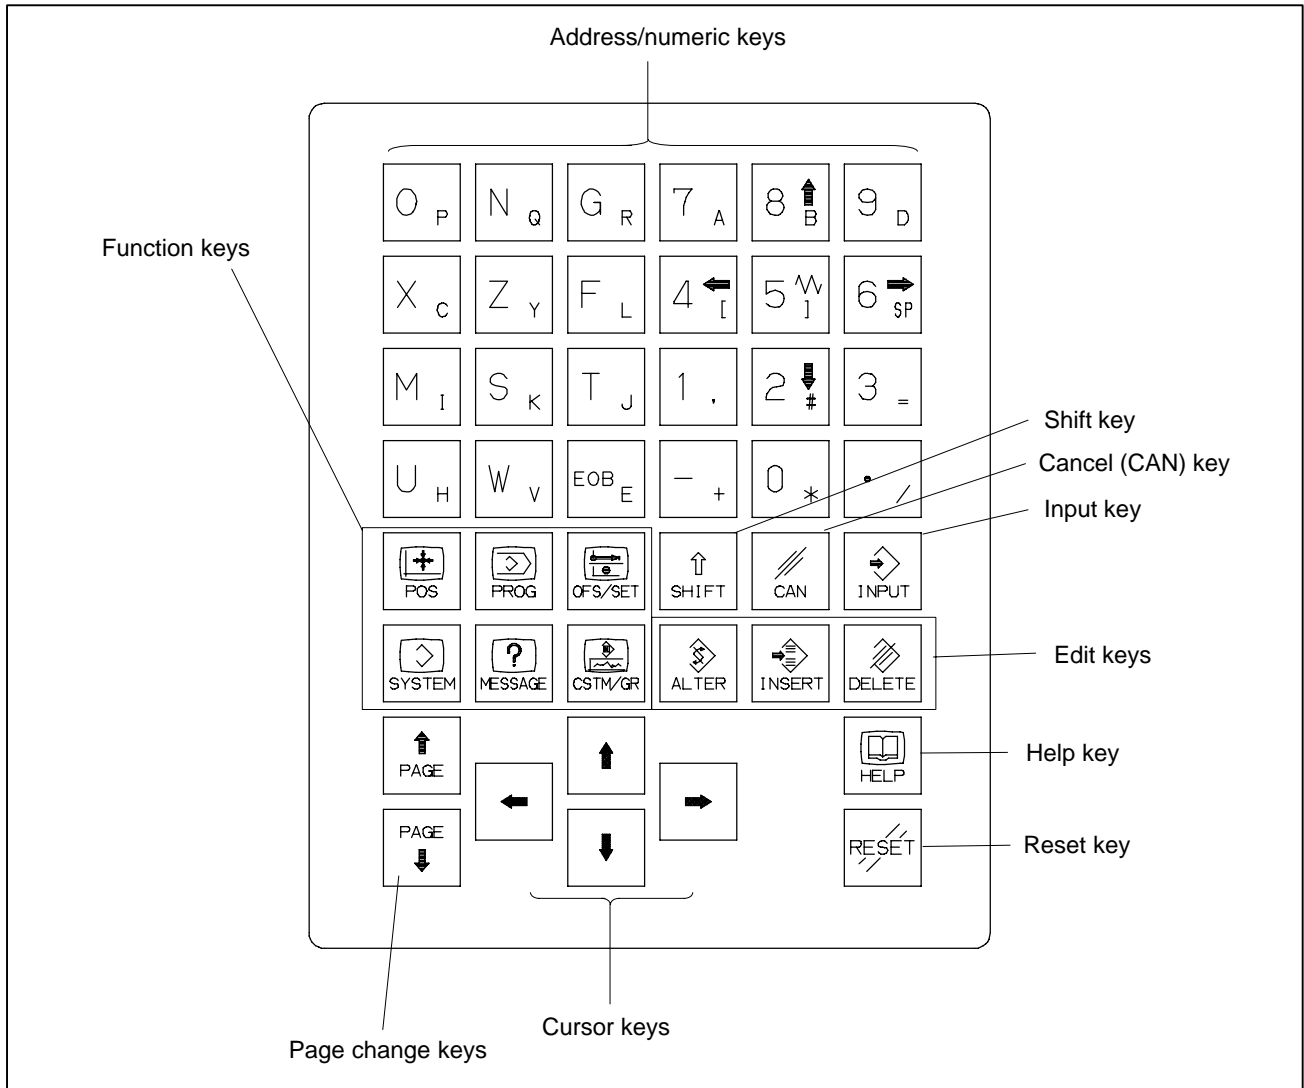 Address/numeric keys
O P N Q G R 7 A 8 B 9 D
Function keys
X C Z Y F L 4 [ 5 ] 6 SP
M I S K T J 1 , 2 # 3 =
Shift key
Cancel (CAN) key
U H W V EOB E - + 0 * . /
Input key
POS PROG OFS/SET SHIFT CAN INPUT
Edit keys
SYSTEM ? MESSAGE CSTM/GR ALTER INSERT DELETE
PAGE HELP
Help key
PAGE RESET
Reset key
Cursor keys
Page change keys